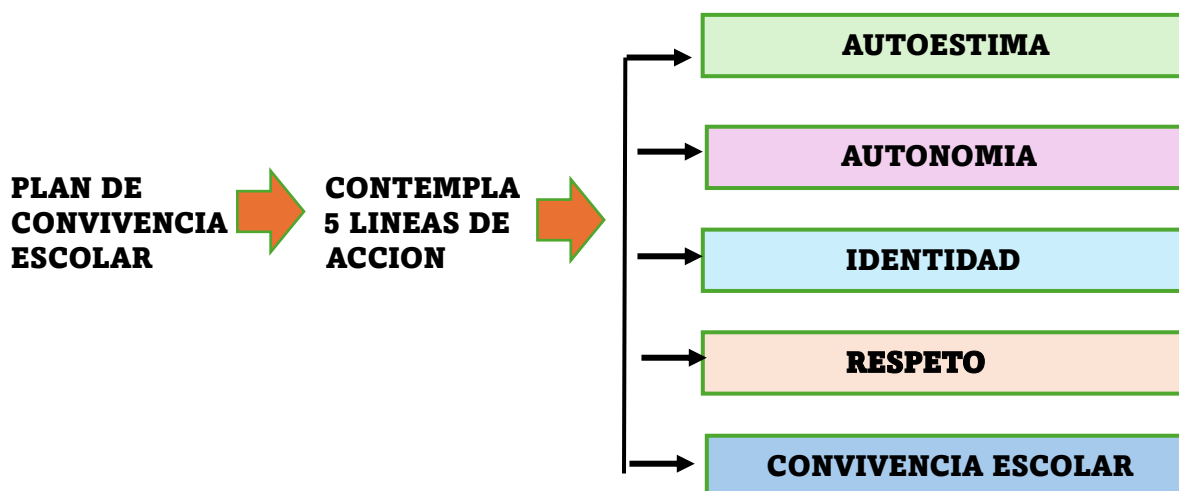 PLAN DE
CONVIVENCIA
ESCOLAR
CONTEMPLA
5 LINEAS DE
ACCION
AUTOESTIMA
AUTONOMIA
IDENTIDAD
RESPETO
CONVIVENCIA ESCOLAR